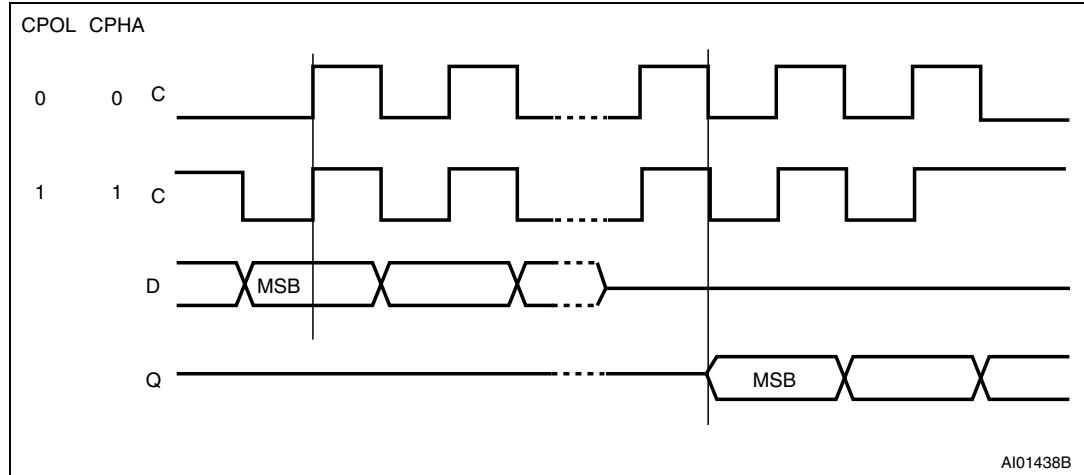 CPOL CPHA
0 0 C
1 1 C
D MSB
Q MSB
AI01438B